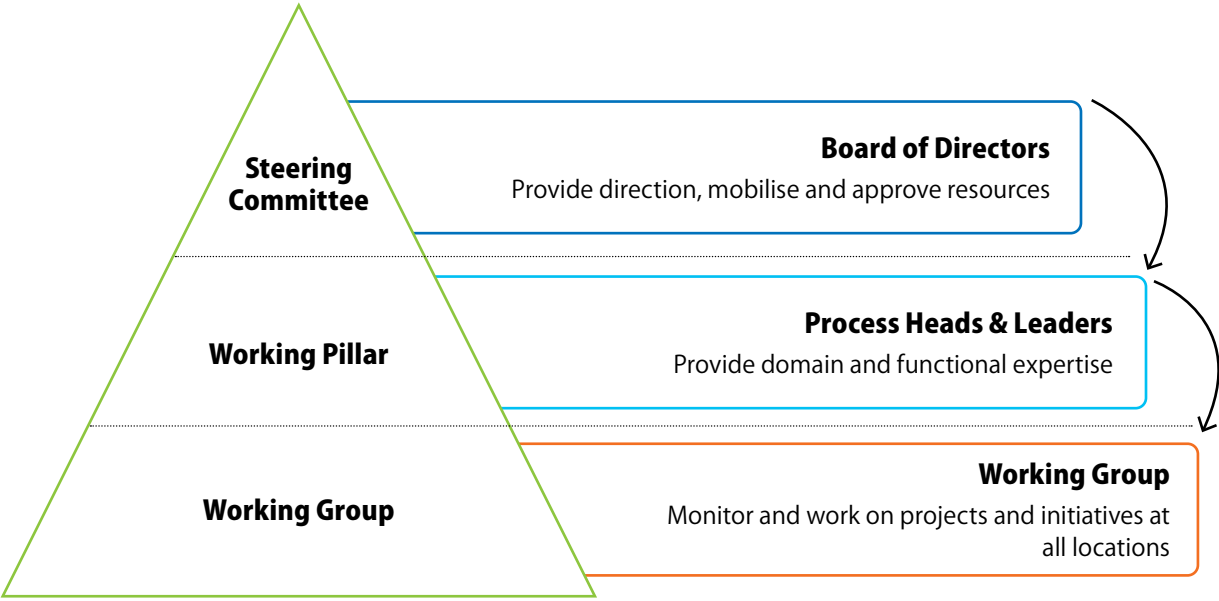 Steering
Committee
Board of Directors
Provide direction, mobilise and approve resources
Working Pillar
Process Heads & Leaders
Provide domain and functional expertise
Working Group
Working Group
Monitor and work on projects and initiatives at
all locations